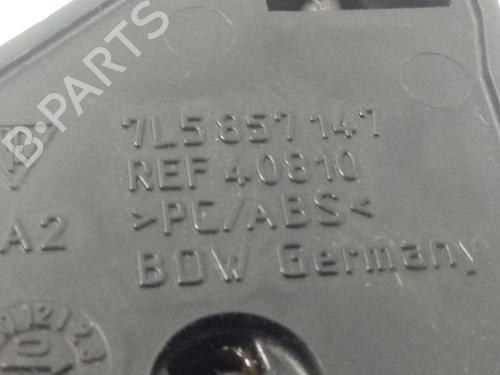 B-PARTS
7L5 857 147
REF 40810
A2
>PC/ABS<
BDW Germany